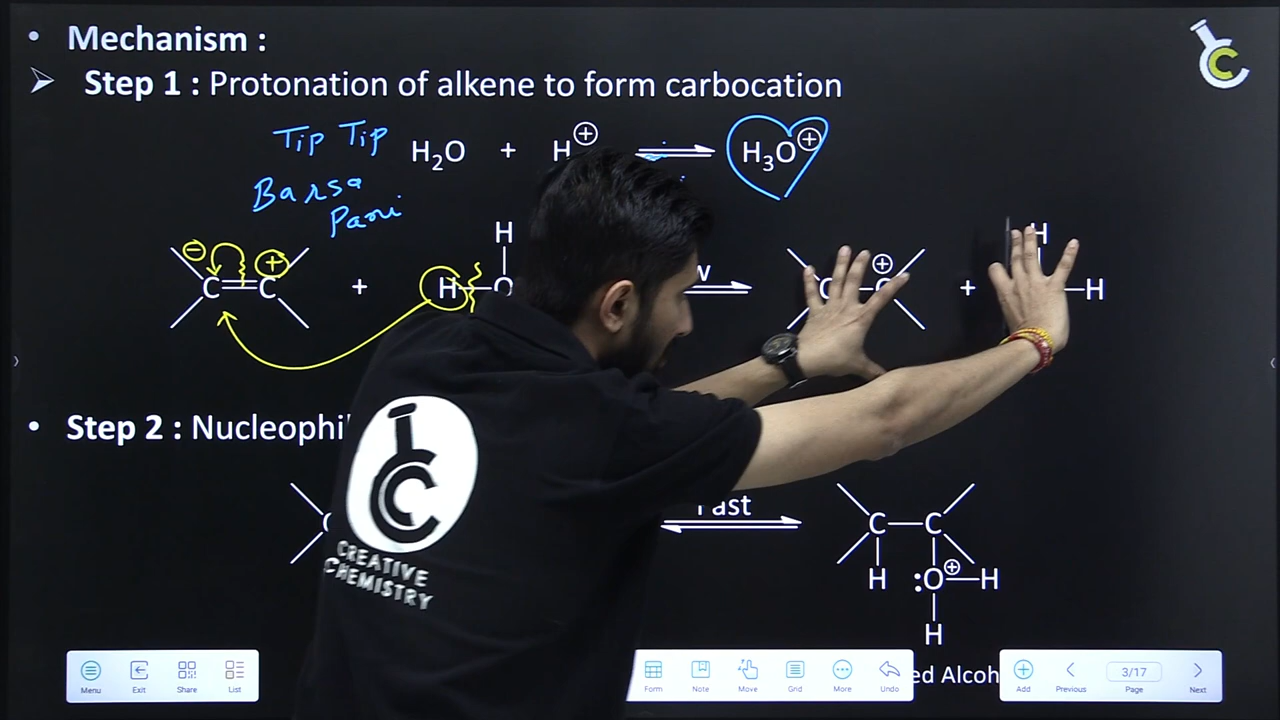 • Mechanism :
➤ Step 1 : Protonation of alkene to form carbocation
Tip Tip
Barsa
Pani
H₂O + H⊕ ⇌ H₃O⊕
H
⊖ ⊕ ⊕ H
C=C + H–O C + –H
• Step 2 : Nucleophi
Fast
C–C
H :O⊕–H
H
ed Alcoh
CREATIVE
CHEMISTRY
Menu Exit Share List Form Note Move Grid More Undo Add Previous 3/17 Page Next